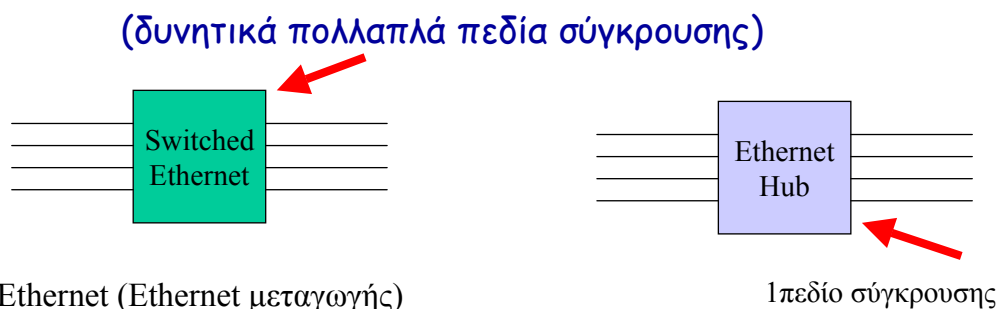 (δυνητικά πολλαπλά πεδία σύγκρουσης)
Switched
Ethernet
Ethernet
Hub
Ethernet (Ethernet μεταγωγής)
1πεδίο σύγκρουσης